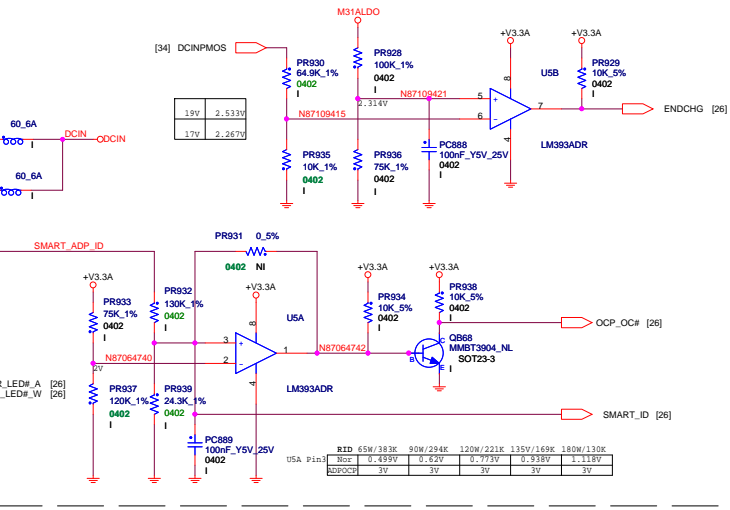 M31ALDO
[34] DCINPMOS
+V3.3A
+V3.3A
PR930
64.9K_1%
0402
I
PR928
100K_1%
0402
I
U5B
PR929
10K_5%
0402
I
60_6A
I
DCIN
DCIN
19V 2.533V
17V 2.267V
N87109421
2.314V
N87109415
5
6
+
-
8
4
7
ENDCHG [26]
LM393ADR
60_6A
I
PR935
10K_1%
0402
I
PR936
75K_1%
0402
I
PC888
100nF_Y5V_25V
0402
I
PR931 0_5%
0402 NI
SMART_ADP_ID
+V3.3A
PR933
75K_1%
0402
I
PR932
130K_1%
0402
I
+V3.3A
U5A
+V3.3A
PR934
10K_5%
0402
I
+V3.3A
PR938
10K_5%
0402
I
OCP_OC# [26]
N87064740
2V
3
2
+
-
8
4
1
N87064742
B
C
E
QB68
MMBT3904_NL
SOT23-3
I
LM393ADR
R_LED#_A [26]
_LED#_W [26]
PR937
120K_1%
0402
I
PR939
24.3K_1%
0402
I
SMART_ID [26]
PC889
100nF_Y5V_25V
0402
I
RID 65W/383K 90W/294K 120W/221K 135V/169K 180W/130K
U5A Pin3 Nor 0.499V 0.62V 0.773V 0.938V 1.118V
ADPOCP 3V 3V 3V 3V 3V